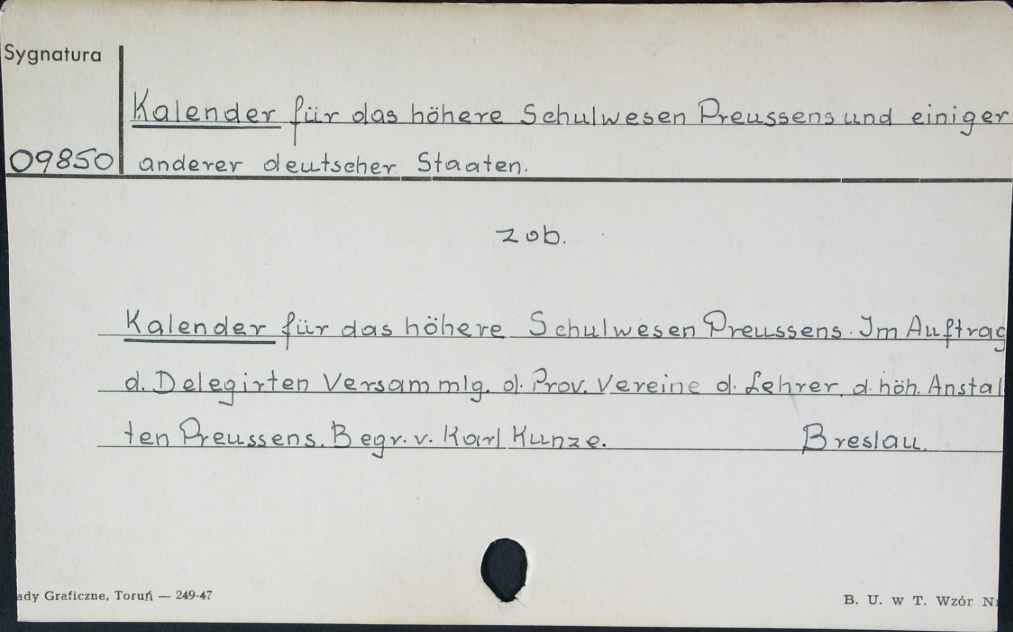 Sygnatura
Kalender für das höhere Schulwesen Preussens und einiger
09850 anderer deutscher Staaten.
zob.
Kalender für das höhere Schulwesen Preussens. Im Auftrag
d. Delegirten Versammlg. d. Prov. Vereine d. Lehrer d. höh. Anstal
ten Preussens. Begr. v. Karl Kunze. Breslau.
ady Graficzne, Toruń — 249-47
B. U. w T. Wzór N